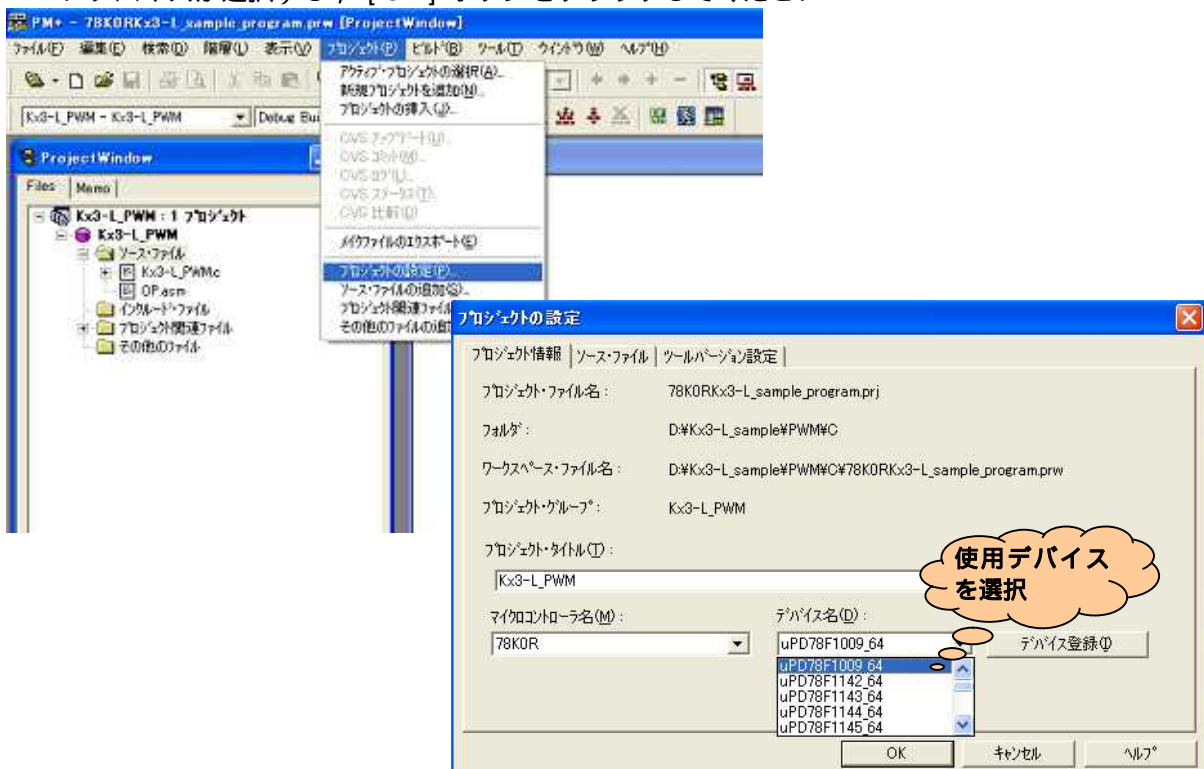 PM+ - 78K0RKx3-L_sample_program.prw [ProjectWindow]
ファイル(F) 編集(E) 検索(D) 階層(L) 表示(V) プロジェクト(P) ビルド(B) ツール(T) ウインドウ(W) ヘルプ(H)
アクティブ・プロジェクトの選択(A)...
新規プロジェクトを追加(N)...
プロジェクトの挿入(J)...
Kx3-L_PWM - Kx3-L_PWM
Debug Bui
メイクファイルのエクスポート(E)
プロジェクトの設定(P)...
ソース・ファイルの追加(S)...
プロジェクト関連ファイル
その他のファイルの追
ProjectWindow
Files Memo
Kx3-L_PWM : 1 プロジェクト
Kx3-L_PWM
ソース・ファイル
Kx3-L_PWM.c
OP.asm
インクルード・ファイル
プロジェクト関連ファイル
その他のファイル
プロジェクトの設定
プロジェクト情報 ソース・ファイル ツールバージョン設定
プロジェクト・ファイル名 : 78K0RKx3-L_sample_program.prj
フォルダ : D:¥Kx3-L_sample¥PWM¥C
ワークスペース・ファイル名 : D:¥Kx3-L_sample¥PWM¥C¥78K0RKx3-L_sample_program.prw
プロジェクト・グループ : Kx3-L_PWM
プロジェクト・タイトル(T) :
Kx3-L_PWM
使用デバイス
を選択
マイクロコントローラ名(M) : デバイス名(D) :
78K0R uPD78F1009_64 デバイス登録(I)
uPD78F1009_64
uPD78F1142_64
uPD78F1143_64
uPD78F1144_64
uPD78F1145_64
OK キャンセル ヘルプ